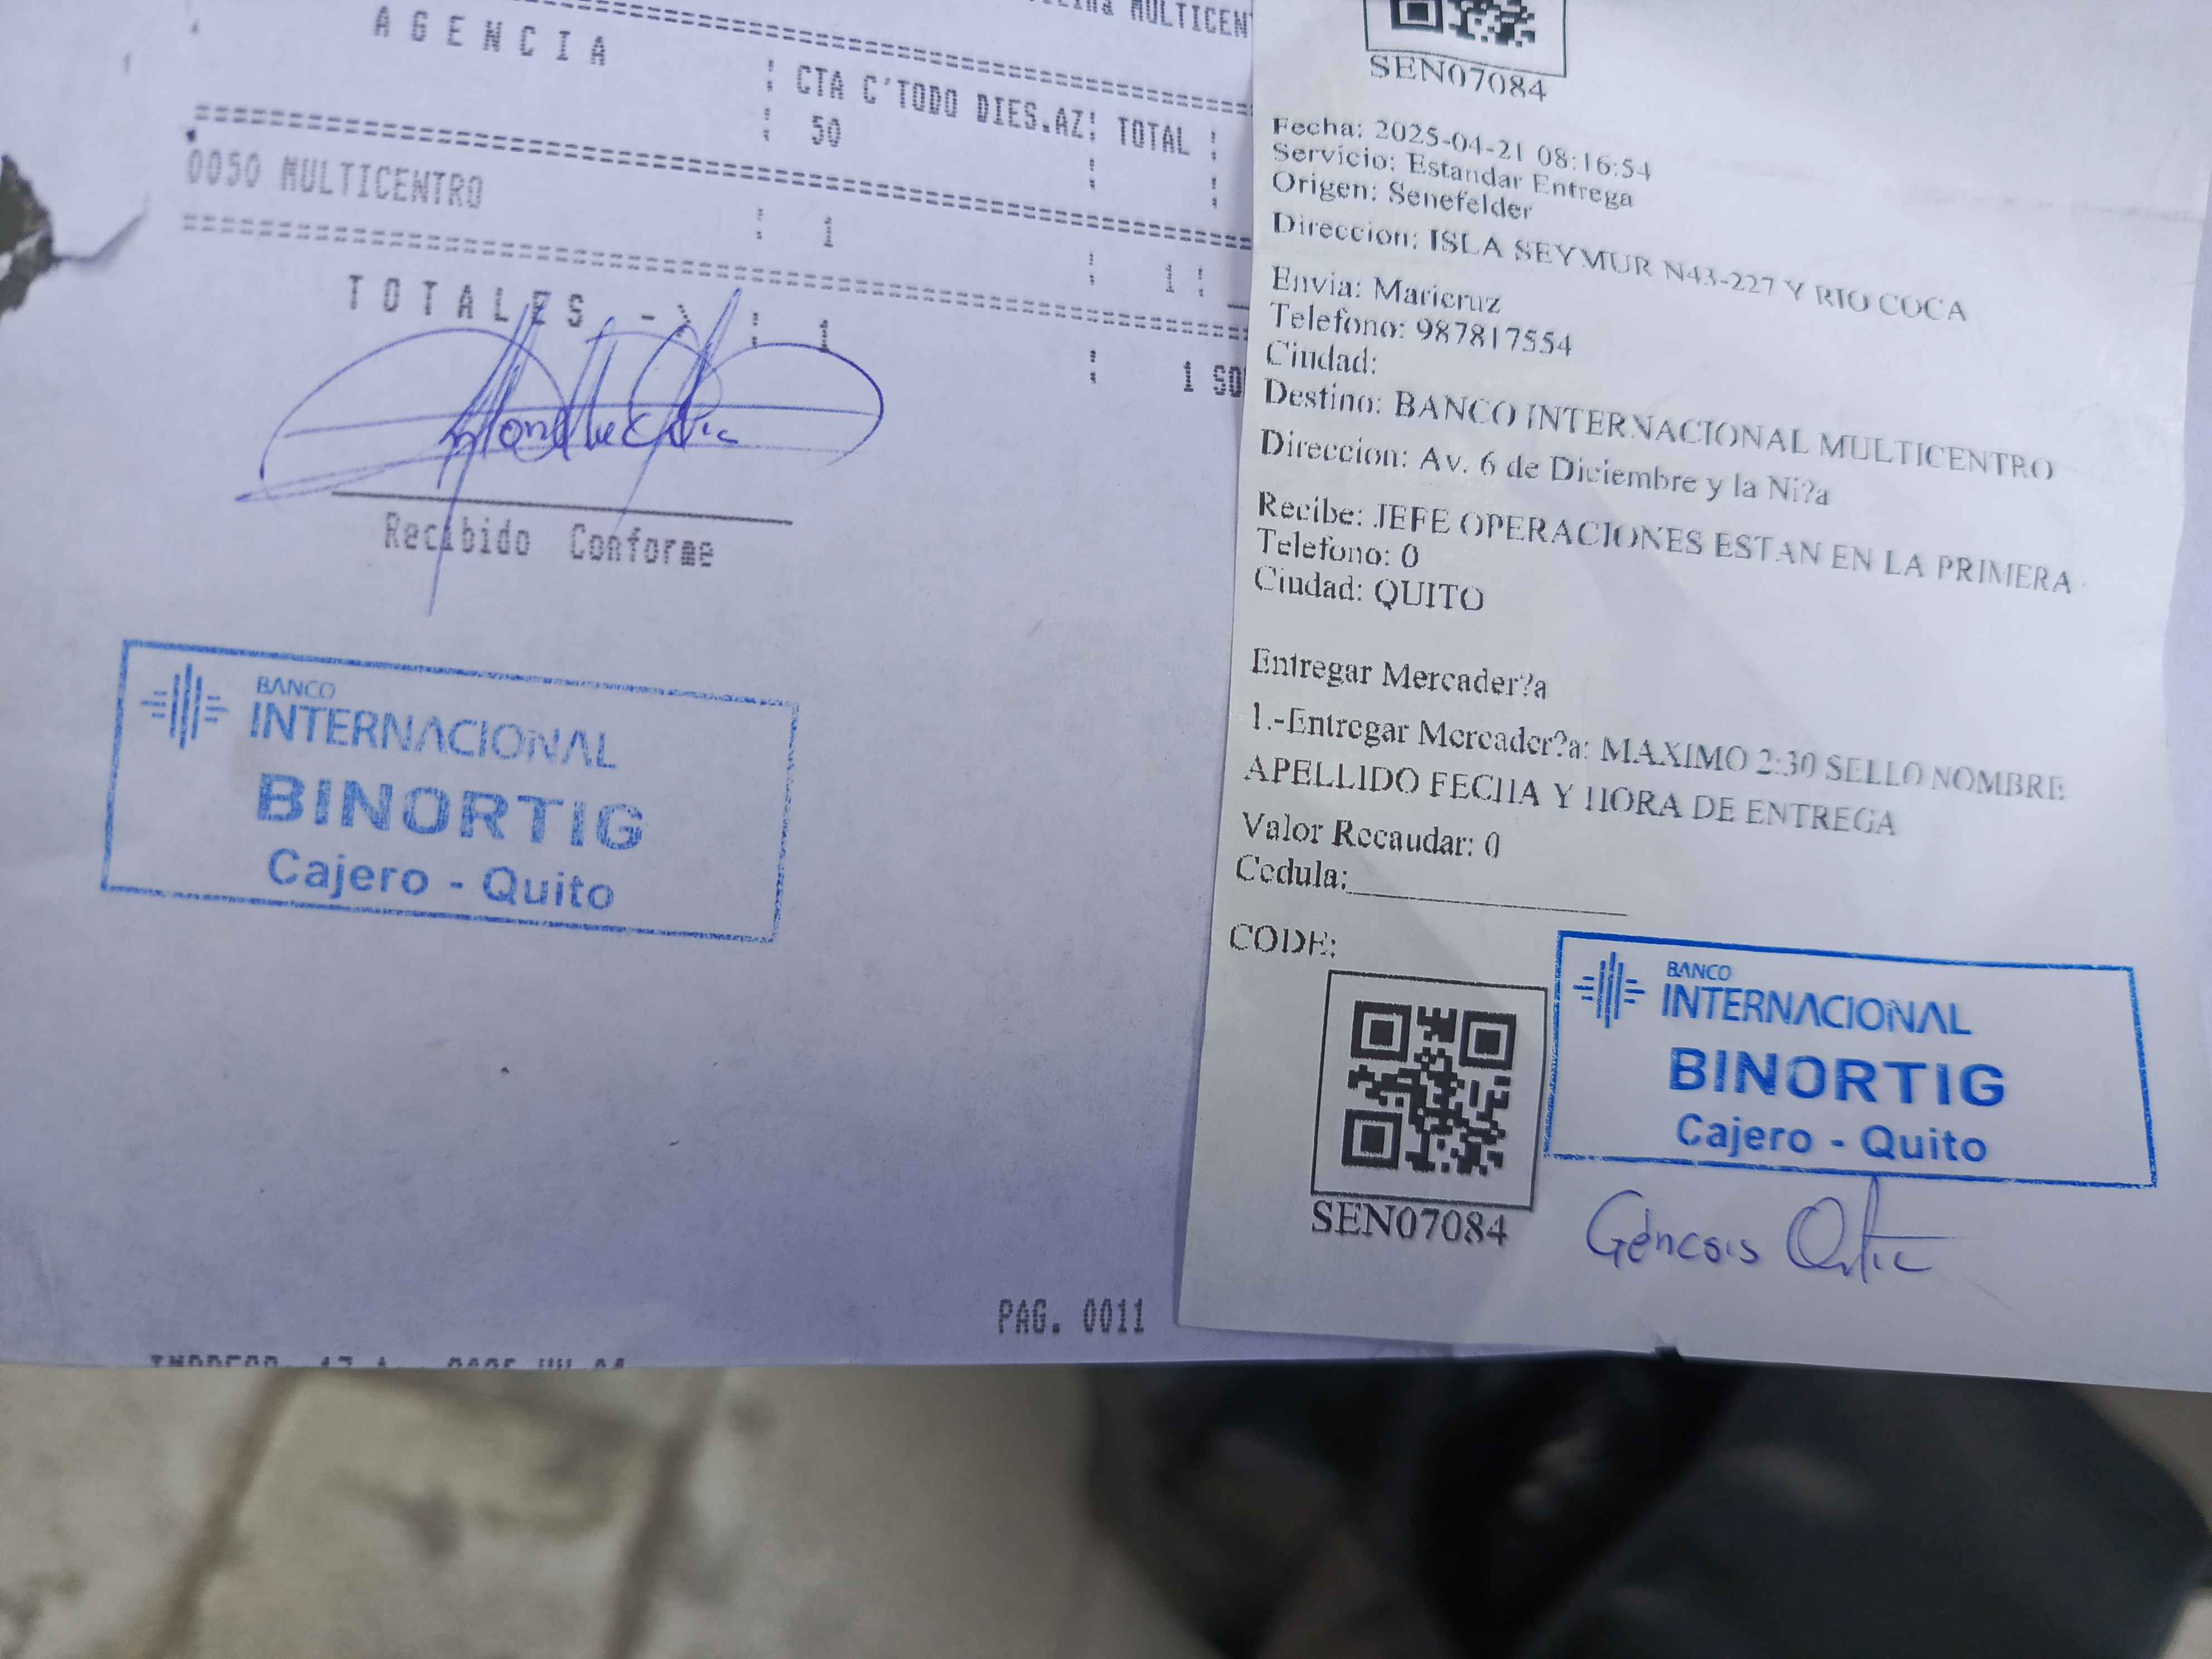 MULTICEN
AGENCIA
CTA C'TODO DIES.AZ! TOTAL !
50
0050 MULTICENTRO
1
1
TOTALES -> 1
1 SO
Recibido Conforme
BANCO
INTERNACIONAL
BINORTIG
Cajero - Quito
PAG. 0011
SEN07084
Fecha: 2025-04-21 08:16:54
Servicio: Estandar Entrega
Origen: Senefelder
Direccion: ISLA SEYMUR N43-227 Y RIO COCA
Envia: Maricruz
Telefono: 987817554
Ciudad:
Destino: BANCO INTERNACIONAL MULTICENTRO
Direccion: Av. 6 de Diciembre y la Ni?a
Recibe: JEFE OPERACIONES ESTAN EN LA PRIMERA
Telefono: 0
Ciudad: QUITO
Entregar Mercader?a
1.-Entregar Mercader?a: MAXIMO 2:30 SELLO NOMBRE
APELLIDO FECHA Y HORA DE ENTREGA
Valor Recaudar: 0
Cedula:
CODE:
BANCO
INTERNACIONAL
BINORTIG
Cajero - Quito
SEN07084